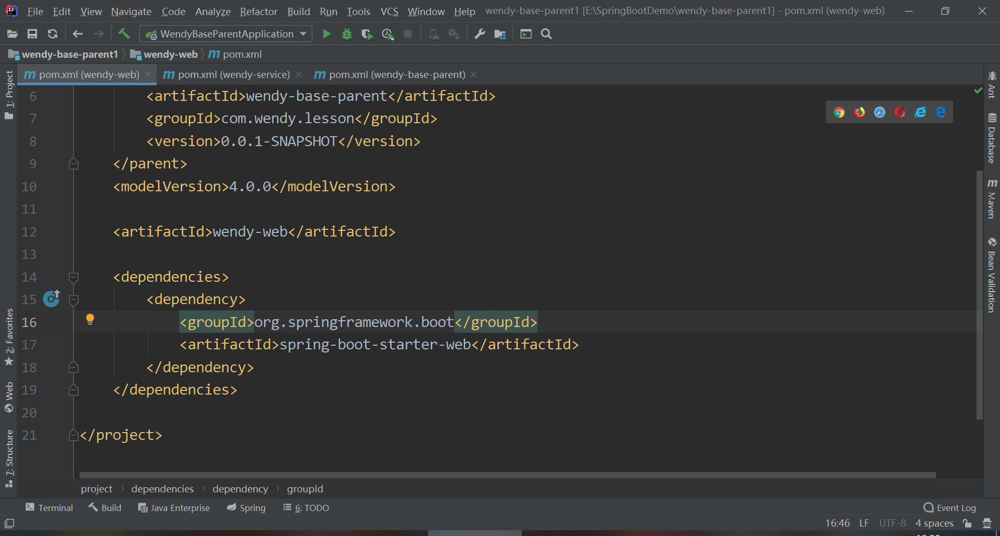 File Edit View Navigate Code Analyze Refactor Build Run Tools VCS Window Help wendy-base-parent1 [E:\SpringBootDemo\wendy-base-parent1] - pom.xml (wendy-web)
WendyBaseParentApplication
wendy-base-parent1 wendy-web pom.xml
pom.xml (wendy-web) pom.xml (wendy-service) pom.xml (wendy-base-parent)
6 <artifactId>wendy-base-parent</artifactId>
7 <groupId>com.wendy.lesson</groupId>
8 <version>0.0.1-SNAPSHOT</version>
9 </parent>
10 <modelVersion>4.0.0</modelVersion>
11
12 <artifactId>wendy-web</artifactId>
13
14 <dependencies>
15 <dependency>
16 <groupId>org.springframework.boot</groupId>
17 <artifactId>spring-boot-starter-web</artifactId>
18 </dependency>
19 </dependencies>
20
21 </project>
1: Project
2: Favorites
Web
7: Structure
Ant
Database
Maven
Bean Validation
project › dependencies › dependency › groupId
Terminal Build Java Enterprise Spring 6: TODO Event Log
16:46 LF UTF-8 4 spaces